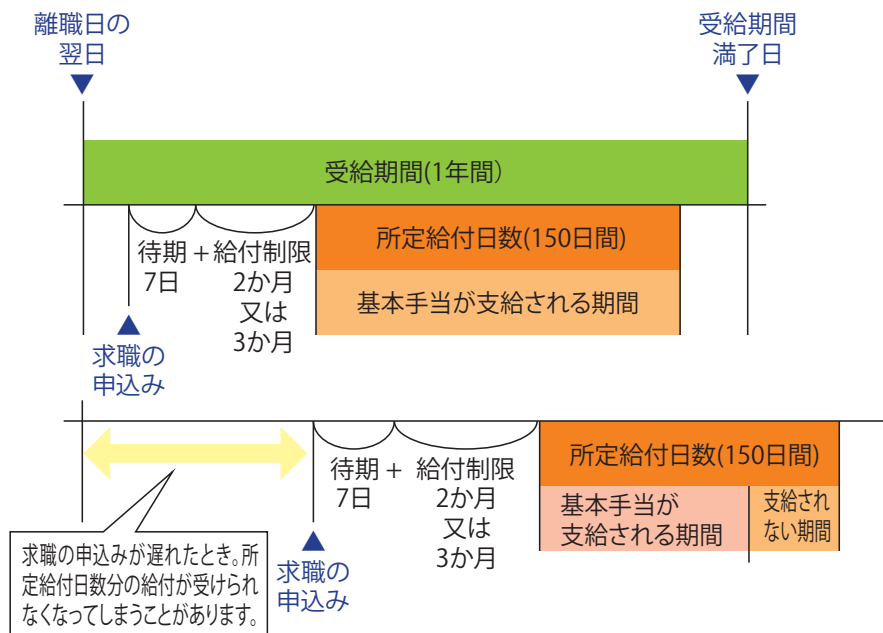 離職日の
翌日
受給期間
満了日
受給期間(1年間)
待期
7日
+
給付制限
2か月
又は
3か月
所定給付日数(150日間)
基本手当が支給される期間
求職の
申込み
待期
7日
+
給付制限
2か月
又は
3か月
所定給付日数(150日間)
基本手当が
支給される期間
支給され
ない期間
求職の申込みが遅れたとき。所
定給付日数分の給付が受けられ
なくなってしまうことがあります。
求職の
申込み